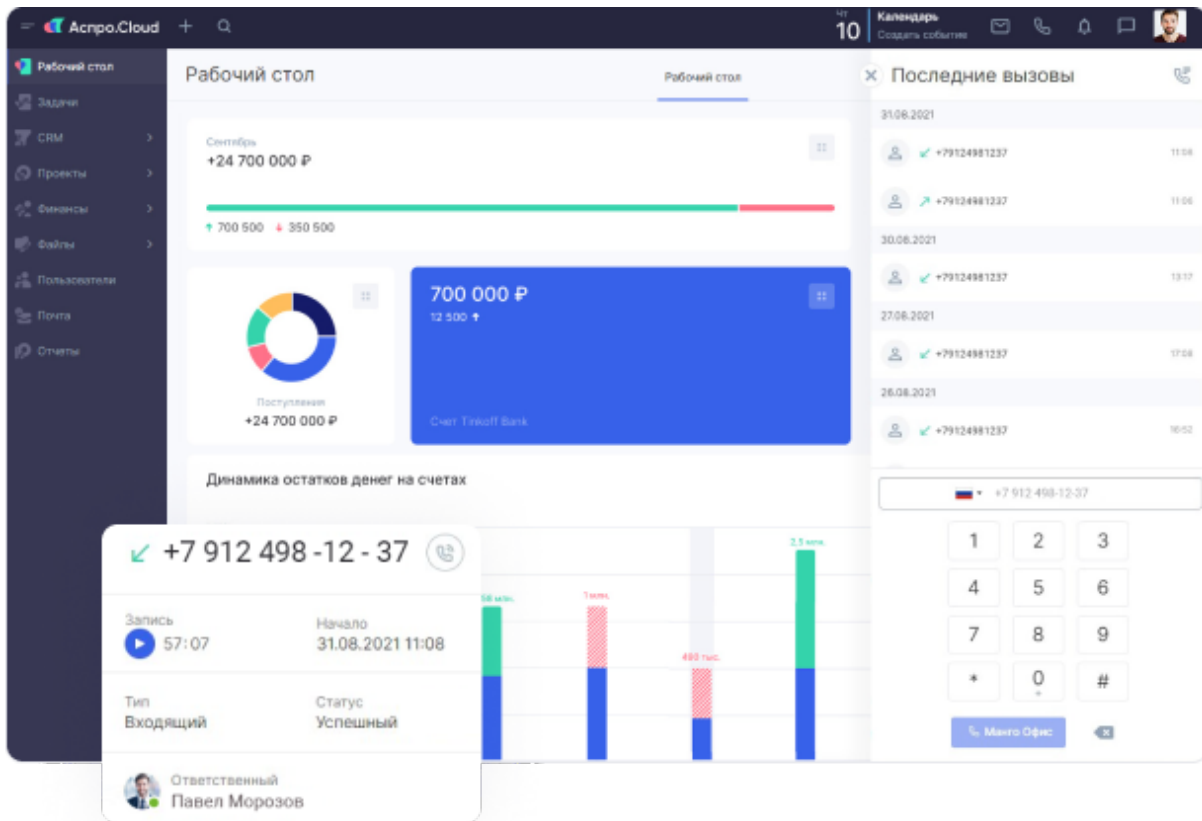 Аспро.Cloud
ЧТ
10
Календарь
Создать событие
Рабочий стол
Задачи
CRM
Проекты
Финансы
Файлы
Пользователи
Почта
Отчеты
Рабочий стол
Рабочий стол
Сентябрь
+24 700 000 ₽
700 500 350 500
Поступления
+24 700 000 ₽
700 000 ₽
12 500
Счет Tinkoff Bank
Динамика остатков денег на счетах
1 млн.
490 тыс.
2,3 млн.
Последние вызовы
31.08.2021
+79124981237 11:08
+79124981237 11:06
30.08.2021
+79124981237 13:17
27.08.2021
+79124981237 17:08
26.08.2021
+79124981237 16:52
+7 912 498-12-37
1 2 3
4 5 6
7 8 9
* 0 #
+
Манго Офис
+7 912 498 -12 - 37
Запись
57:07
Начало
31.08.2021 11:08
Тип
Входящий
Статус
Успешный
Ответственный
Павел Морозов